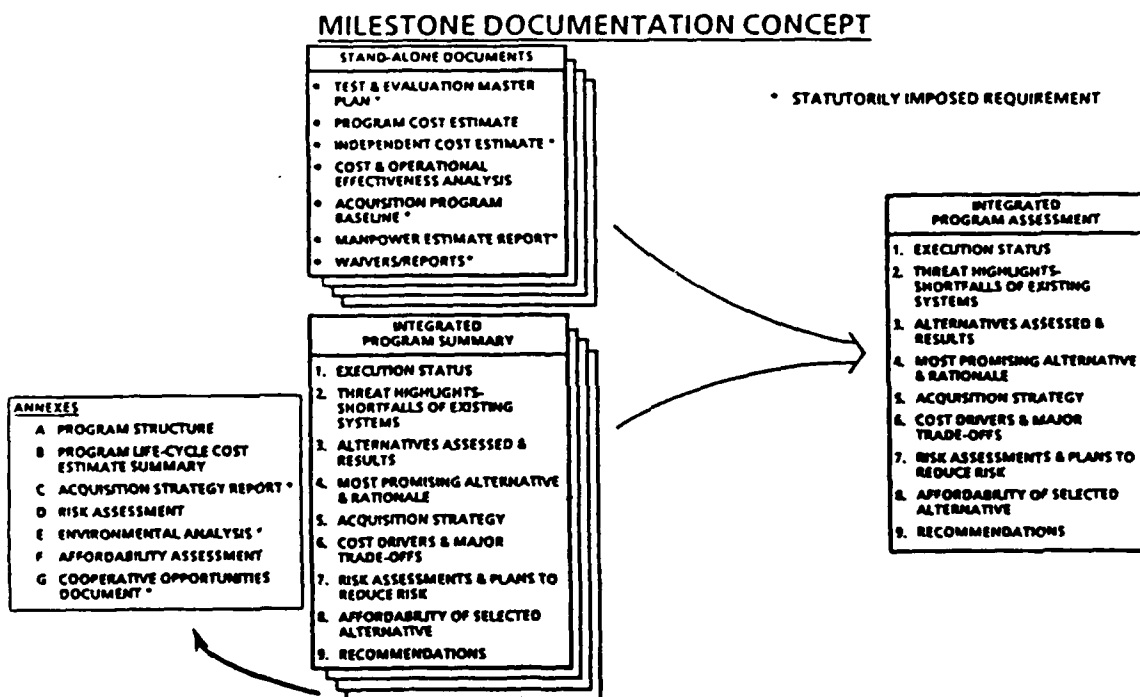 MILESTONE DOCUMENTATION CONCEPT
STAND-ALONE DOCUMENTS
• TEST & EVALUATION MASTER
PLAN *
• PROGRAM COST ESTIMATE
• INDEPENDENT COST ESTIMATE *
• COST & OPERATIONAL
EFFECTIVENESS ANALYSIS
• ACQUISITION PROGRAM
BASELINE *
• MANPOWER ESTIMATE REPORT*
• WAIVERS/REPORTS*
* STATUTORILY IMPOSED REQUIREMENT
INTEGRATED
PROGRAM SUMMARY
1. EXECUTION STATUS
2. THREAT HIGHLIGHTS-
SHORTFALLS OF EXISTING
SYSTEMS
3. ALTERNATIVES ASSESSED &
RESULTS
4. MOST PROMISING ALTERNATIVE
& RATIONALE
5. ACQUISITION STRATEGY
6. COST DRIVERS & MAJOR
TRADE-OFFS
7. RISK ASSESSMENTS & PLANS TO
REDUCE RISK
8. AFFORDABILITY OF SELECTED
ALTERNATIVE
9. RECOMMENDATIONS
ANNEXES
A PROGRAM STRUCTURE
B PROGRAM LIFE-CYCLE COST
ESTIMATE SUMMARY
C ACQUISITION STRATEGY REPORT *
D RISK ASSESSMENT
E ENVIRONMENTAL ANALYSIS *
F AFFORDABILITY ASSESSMENT
G COOPERATIVE OPPORTUNITIES
DOCUMENT *
INTEGRATED
PROGRAM ASSESSMENT
1. EXECUTION STATUS
2. THREAT HIGHLIGHTS-
SHORTFALLS OF EXISTING
SYSTEMS
3. ALTERNATIVES ASSESSED &
RESULTS
4. MOST PROMISING ALTERNATIVE
& RATIONALE
5. ACQUISITION STRATEGY
6. COST DRIVERS & MAJOR
TRADE-OFFS
7. RISK ASSESSMENTS & PLANS TO
REDUCE RISK
8. AFFORDABILITY OF SELECTED
ALTERNATIVE
9. RECOMMENDATIONS